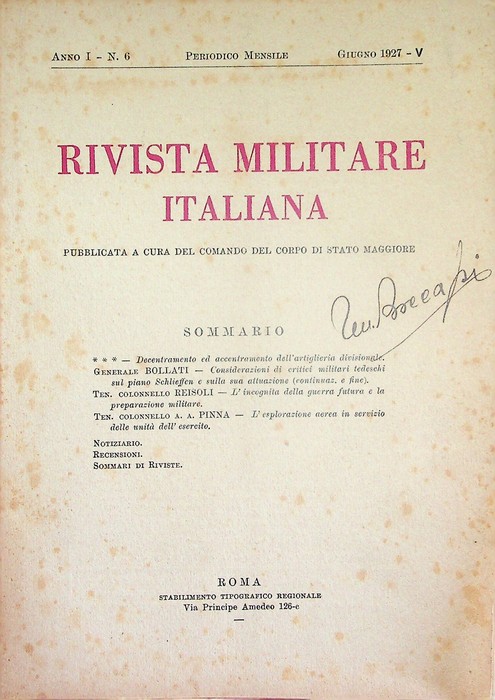 ANNO I - N. 6 PERIODICO MENSILE GIUGNO 1927 - V
RIVISTA MILITARE
ITALIANA
PUBBLICATA A CURA DEL COMANDO DEL CORPO DI STATO MAGGIORE
SOMMARIO
* * * — Decentramento ed accentramento dell'artiglieria divisionale.
GENERALE BOLLATI — Considerazioni di critici militari tedeschi
sul piano Schlieffen e sulla sua attuazione (continuaz. e fine).
TEN. COLONNELLO REISOLI — L'incognita della guerra futura e la
preparazione militare.
TEN. COLONNELLO A. A. PINNA — L'esplorazione aerea in servizio
delle unità dell'esercito.
NOTIZIARIO.
RECENSIONI.
SOMMARI DI RIVISTE.
ROMA
STABILIMENTO TIPOGRAFICO REGIONALE
Via Principe Amedeo 126-c